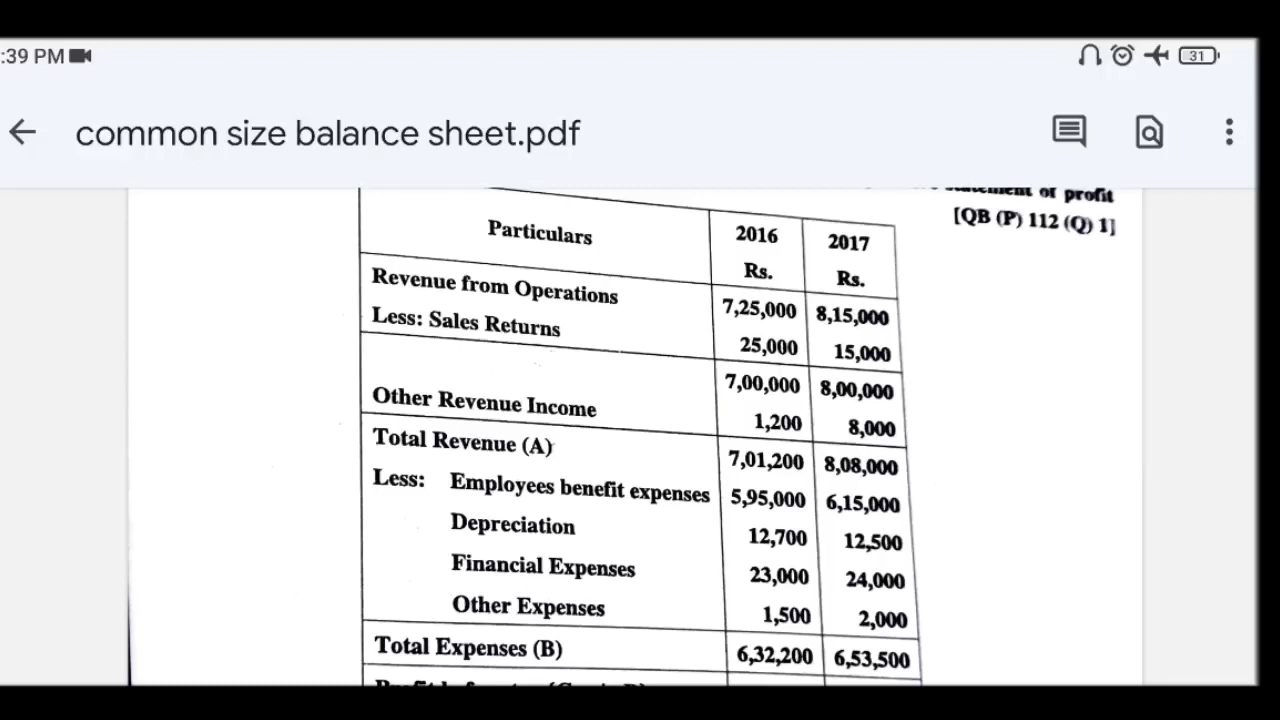 :39 PM
31
common size balance sheet.pdf
statement of profit
[QB (P) 112 (Q) 1]
Particulars 2016 2017
Rs. Rs.
Revenue from Operations 7,25,000 8,15,000
Less: Sales Returns 25,000 15,000
7,00,000 8,00,000
Other Revenue Income 1,200 8,000
Total Revenue (A) 7,01,200 8,08,000
Less: Employees benefit expenses 5,95,000 6,15,000
Depreciation 12,700 12,500
Financial Expenses 23,000 24,000
Other Expenses 1,500 2,000
Total Expenses (B) 6,32,200 6,53,500